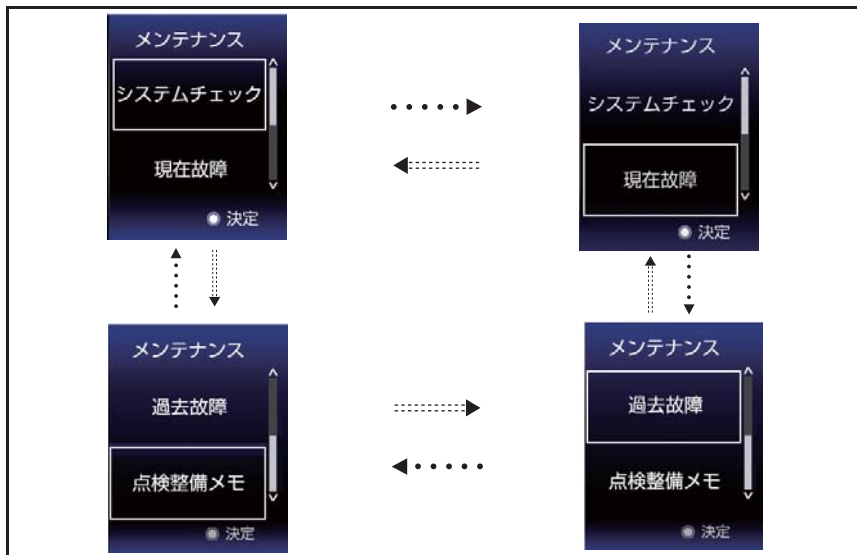 メンテナンス
システムチェック
現在故障
決定
メンテナンス
システムチェック
現在故障
決定
メンテナンス
過去故障
点検整備メモ
決定
メンテナンス
過去故障
点検整備メモ
決定